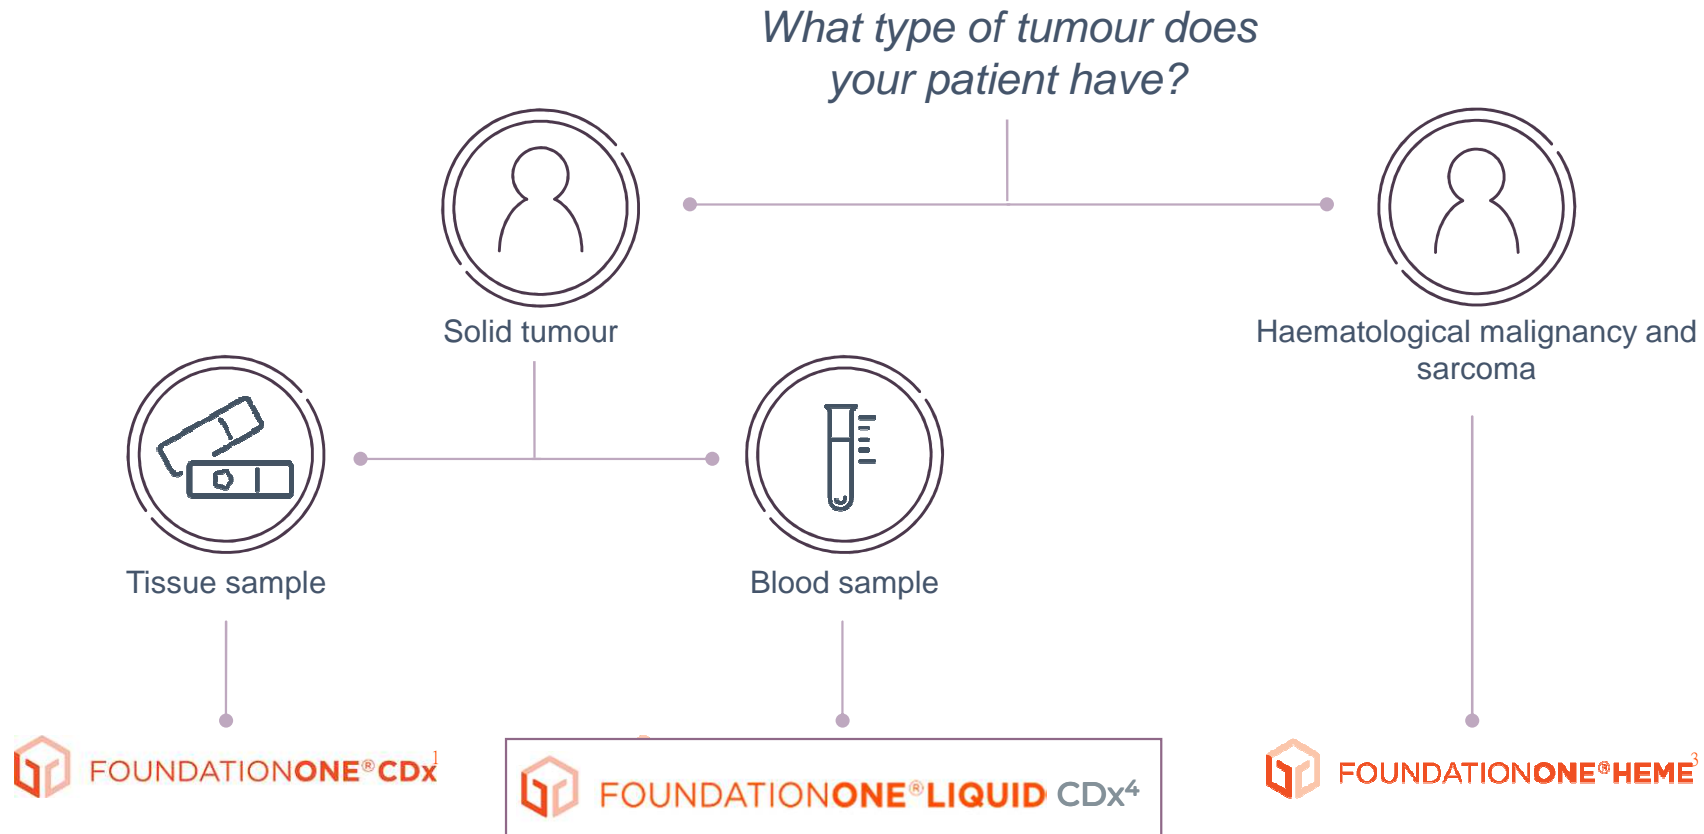 What type of tumour does
your patient have?
Solid tumour
Haematological malignancy and
sarcoma
Tissue sample
Blood sample
FOUNDATIONONE®CDx1
FOUNDATIONONE®LIQUID CDx4
FOUNDATIONONE®HEME3